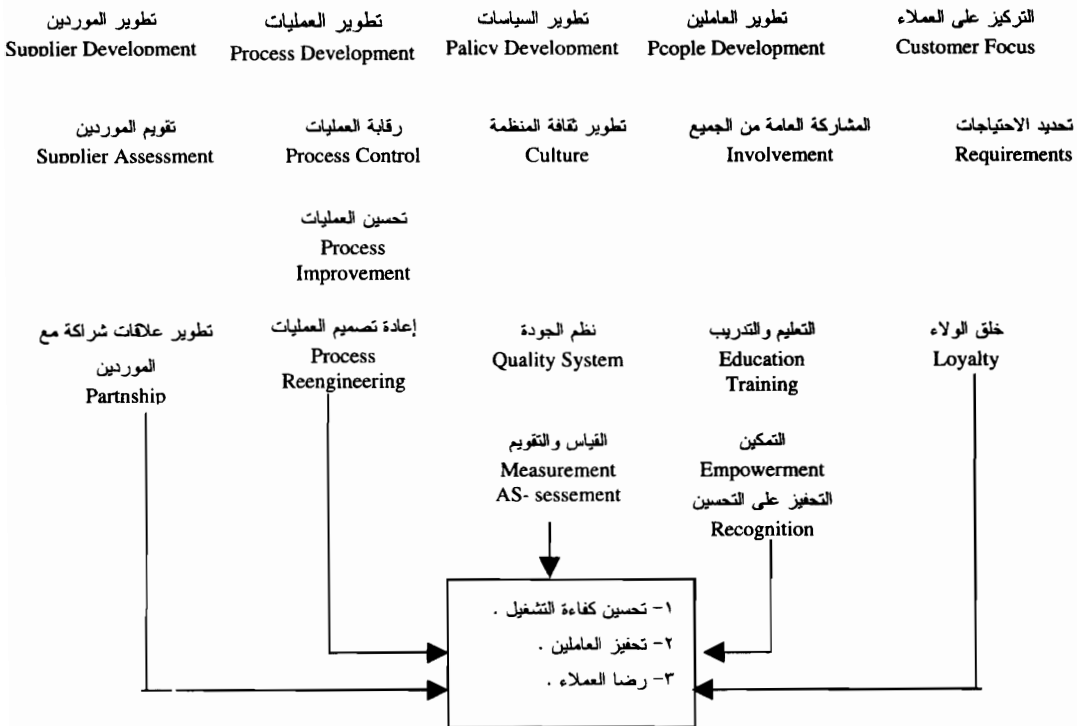 التركيز على العملاء
Customer Focus
تطوير العاملين
Pcople Development
تطوير السياسات
Palicv Development
تطوير العمليات
Process Development
تطوير الموردين
Supplier Development
تحديد الاحتياجات
Requirements
المشاركة العامة من الجميع
Involvement
تطوير ثقافة المنظمة
Culture
رقابة العمليات
Process Control
تقويم الموردين
Supplier Assessment
تحسين العمليات
Process
Improvement
خلق الولاء
Loyalty
التعليم والتدريب
Education
Training
نظم الجودة
Quality System
إعادة تصميم العمليات
Process
Reengineering
تطوير علاقات شراكة مع
الموردين
Partnship
التمكين
Empowerment
التحفيز على التحسين
Recognition
القياس والتقويم
Measurement
AS- sessement
١- تحسين كفاءة التشغيل .
٢- تحفيز العاملين .
٣- رضا العملاء .